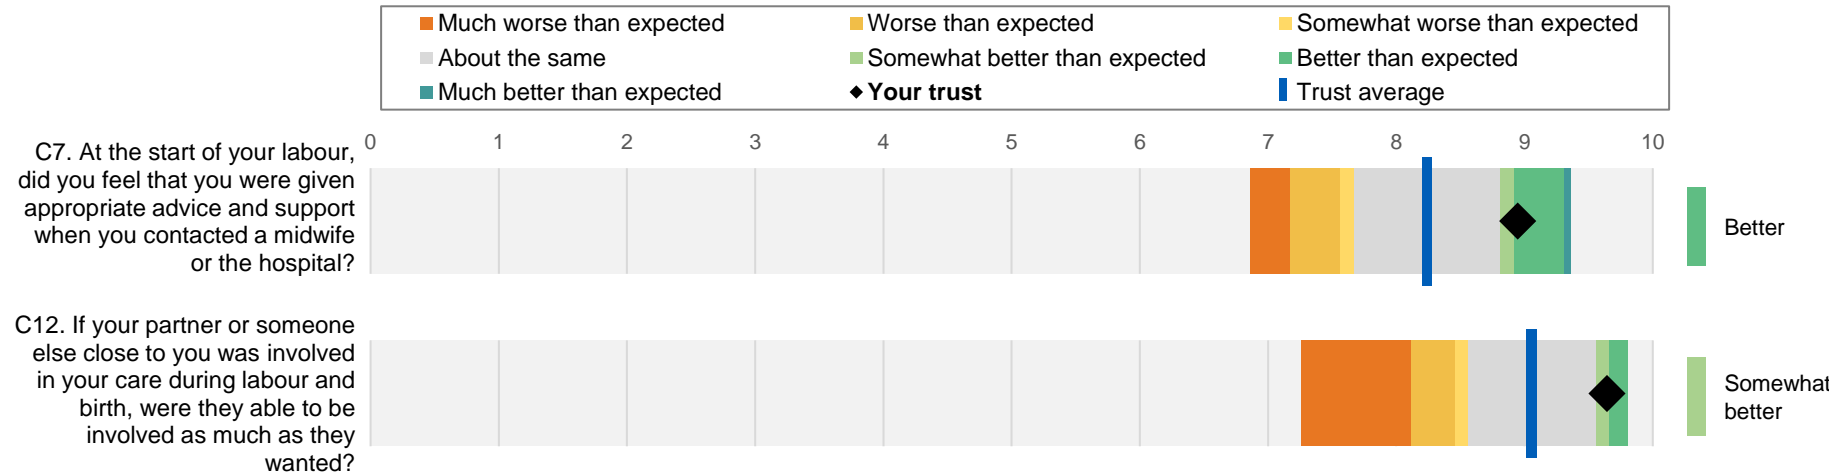 Much worse than expected
Worse than expected
Somewhat worse than expected
About the same
Somewhat better than expected
Better than expected
Much better than expected
Your trust
Trust average
0 1 2 3 4 5 6 7 8 9 10
C7. At the start of your labour,
did you feel that you were given
appropriate advice and support
when you contacted a midwife
or the hospital?
Better
C12. If your partner or someone
else close to you was involved
in your care during labour and
birth, were they able to be
involved as much as they
wanted?
Somewhat
better